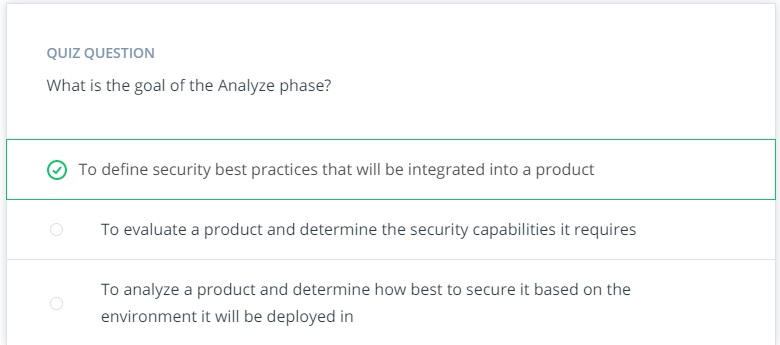 QUIZ QUESTION
What is the goal of the Analyze phase?
To define security best practices that will be integrated into a product
To evaluate a product and determine the security capabilities it requires
To analyze a product and determine how best to secure it based on the
environment it will be deployed in